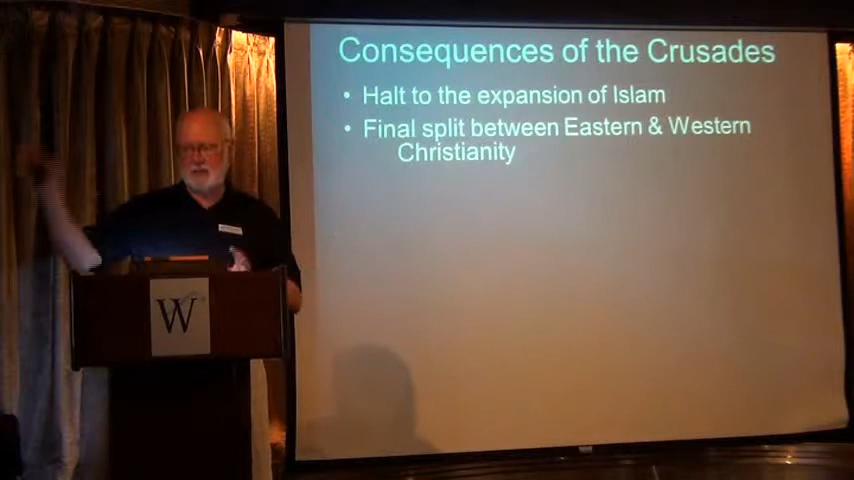 Consequences of the Crusades
• Halt to the expansion of Islam
• Final split between Eastern & Western
Christianity
W